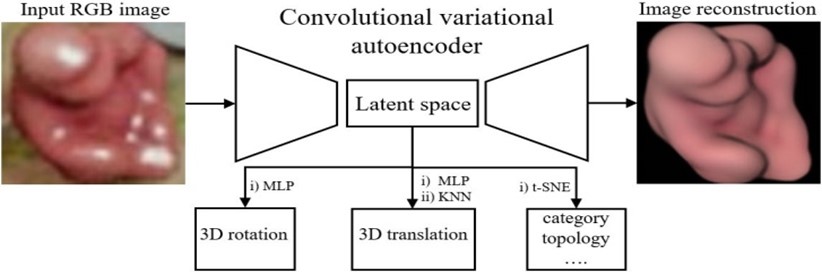 Input RGB image
Convolutional variational
autoencoder
Image reconstruction
Latent space
i) MLP
i) MLP
ii) KNN
i) t-SNE
3D rotation
3D translation
category
topology
....